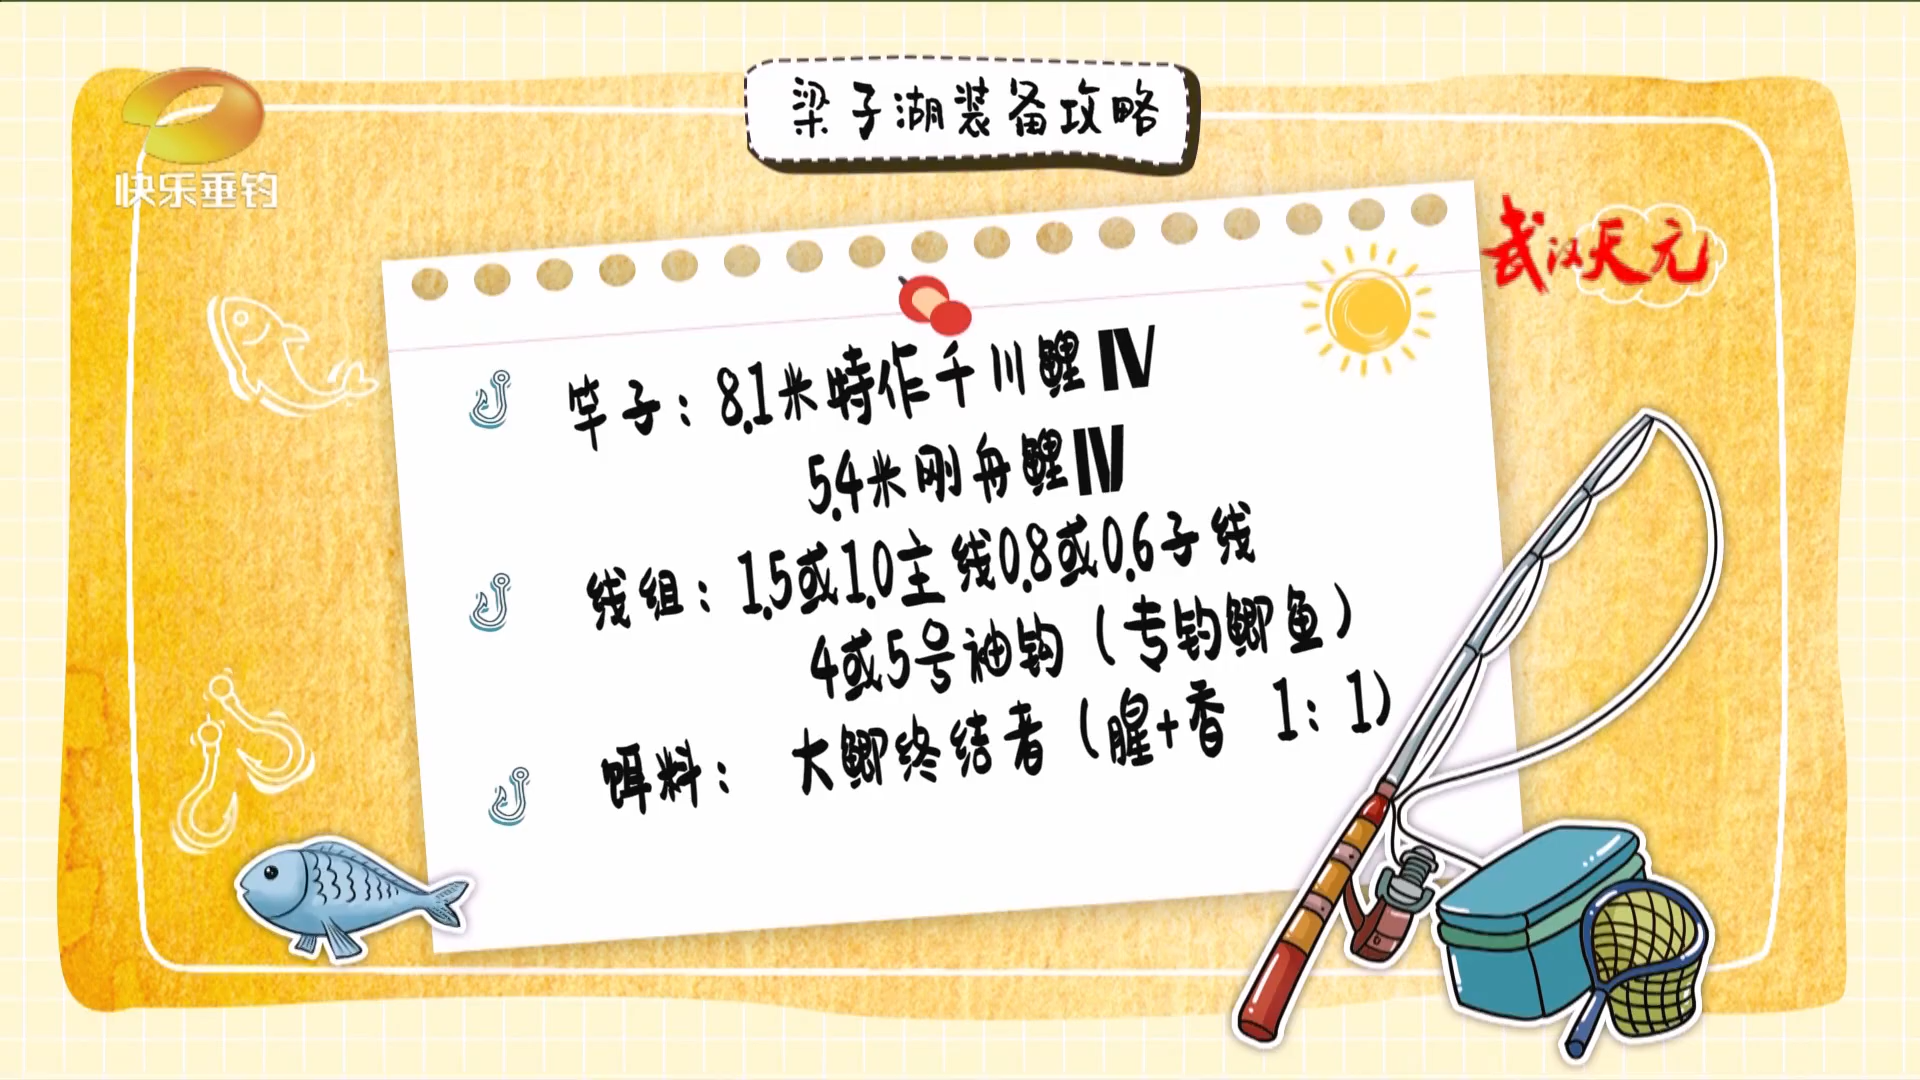 梁子湖装备攻略
快乐垂钓
武汉天元
竿子：8.1米特作千川鲤Ⅳ
5.4米刚舟鲤Ⅳ
线组：1.5或1.0主线0.8或0.6子线
4或5号袖钩（专钓鲫鱼）
饵料： 大鲫终结者（腥+香 1：1）